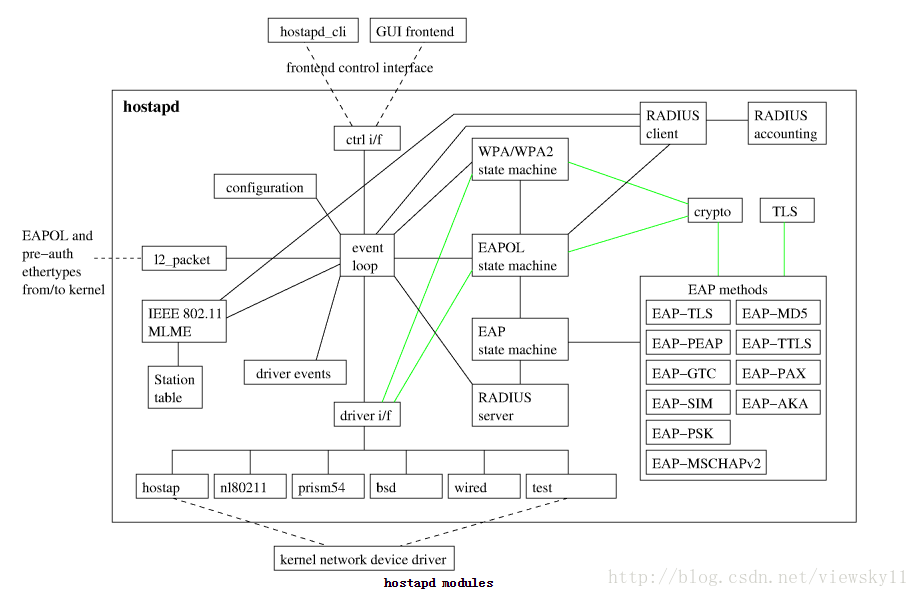 hostapd_cli
GUI frontend
frontend control interface
hostapd
RADIUS
client
RADIUS
accounting
ctrl i/f
WPA/WPA2
state machine
configuration
crypto
TLS
EAPOL and
pre-auth
ethertypes
from/to kernel
l2_packet
event
loop
EAPOL
state machine
IEEE 802.11
MLME
EAP methods
EAP-TLS
EAP-MD5
EAP
state machine
EAP-PEAP
EAP-TTLS
driver events
EAP-GTC
EAP-PAX
Station
table
RADIUS
server
EAP-SIM
EAP-AKA
driver i/f
EAP-PSK
EAP-MSCHAPv2
hostap
nl80211
prism54
bsd
wired
test
kernel network device driver
hostapd modules
http://blog.csdn.net/viewsky11